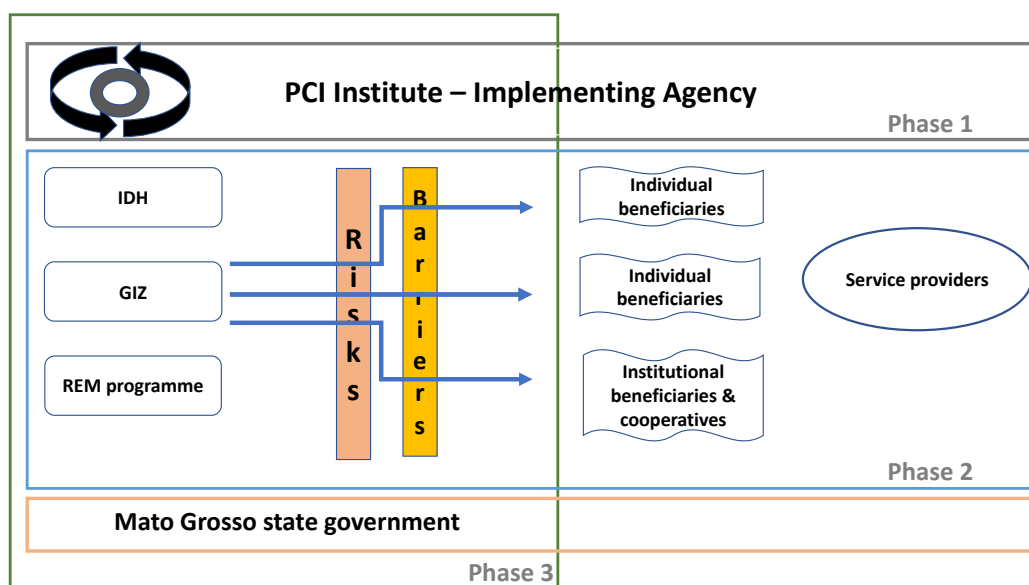 PCI Institute – Implementing Agency
Phase 1
IDH
GIZ
REM programme
Risks
Barriers
Individual
beneficiaries
Individual
beneficiaries
Institutional
beneficiaries &
cooperatives
Service providers
Phase 2
Mato Grosso state government
Phase 3